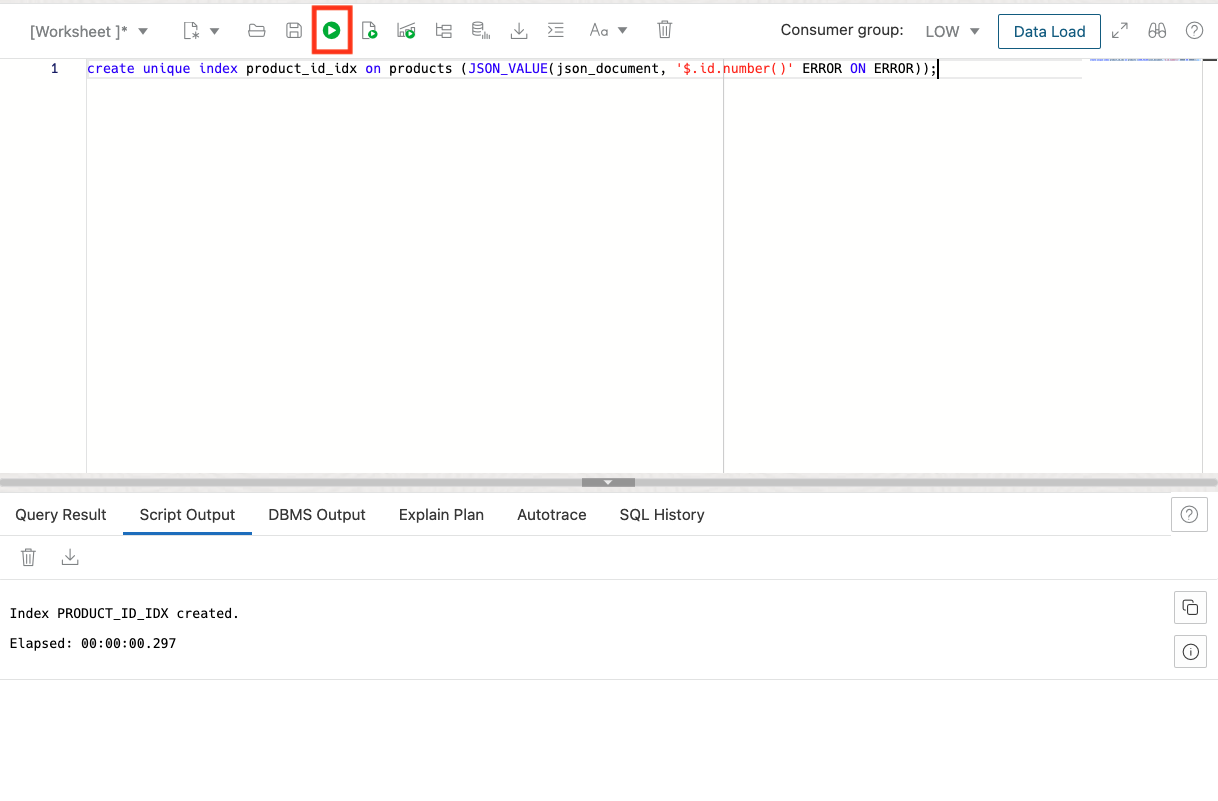 [Worksheet ]* Aa Consumer group: LOW Data Load
1 create unique index product_id_idx on products (JSON_VALUE(json_document, '$.id.number()' ERROR ON ERROR));
Query Result Script Output DBMS Output Explain Plan Autotrace SQL History
Index PRODUCT_ID_IDX created.
Elapsed: 00:00:00.297